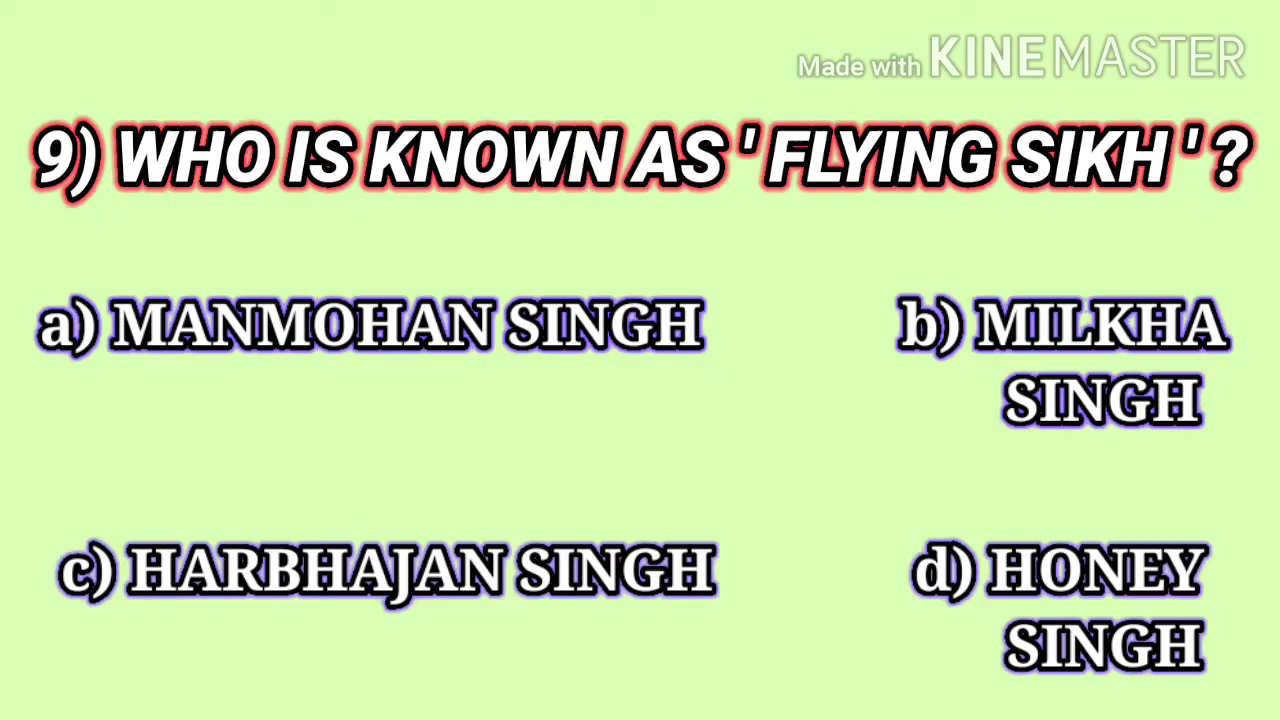 Made with KINEMASTER
9) WHO IS KNOWN AS ' FLYING SIKH ' ?
a) MANMOHAN SINGH
b) MILKHA
SINGH
c) HARBHAJAN SINGH
d) HONEY
SINGH